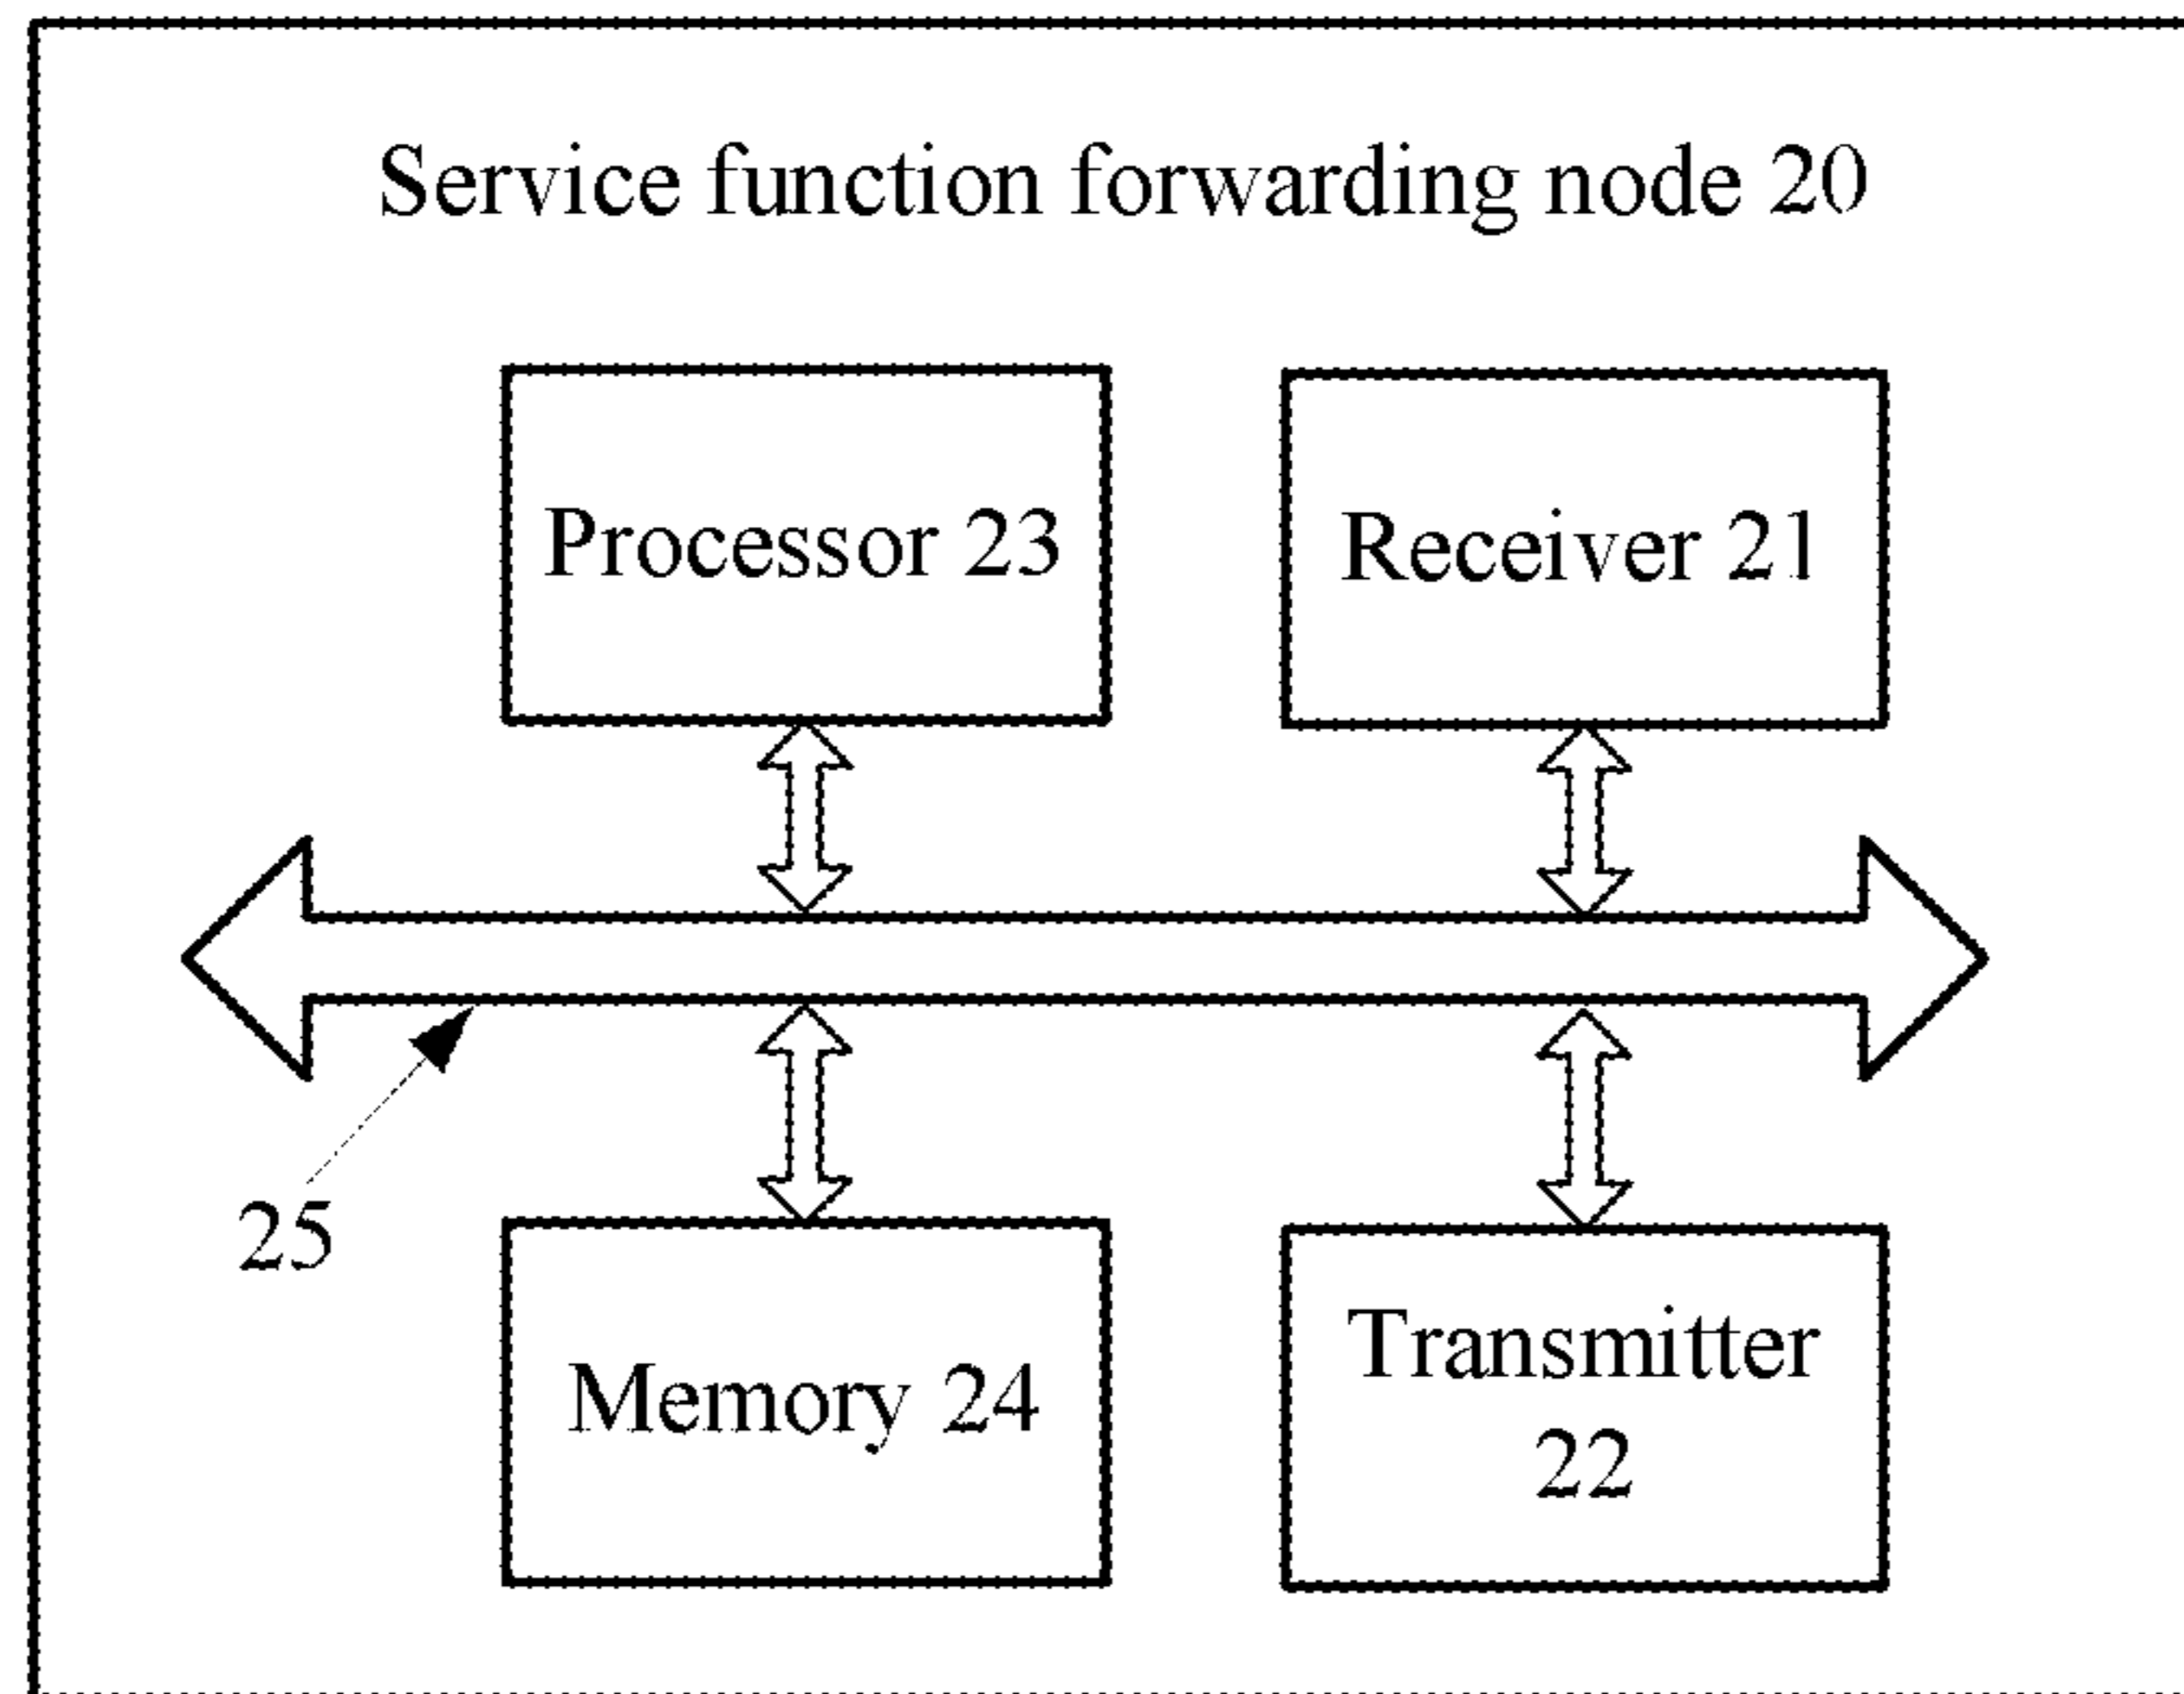 Service function forwarding node 20
Processor 23
Receiver 21
25
Memory 24
Transmitter
22